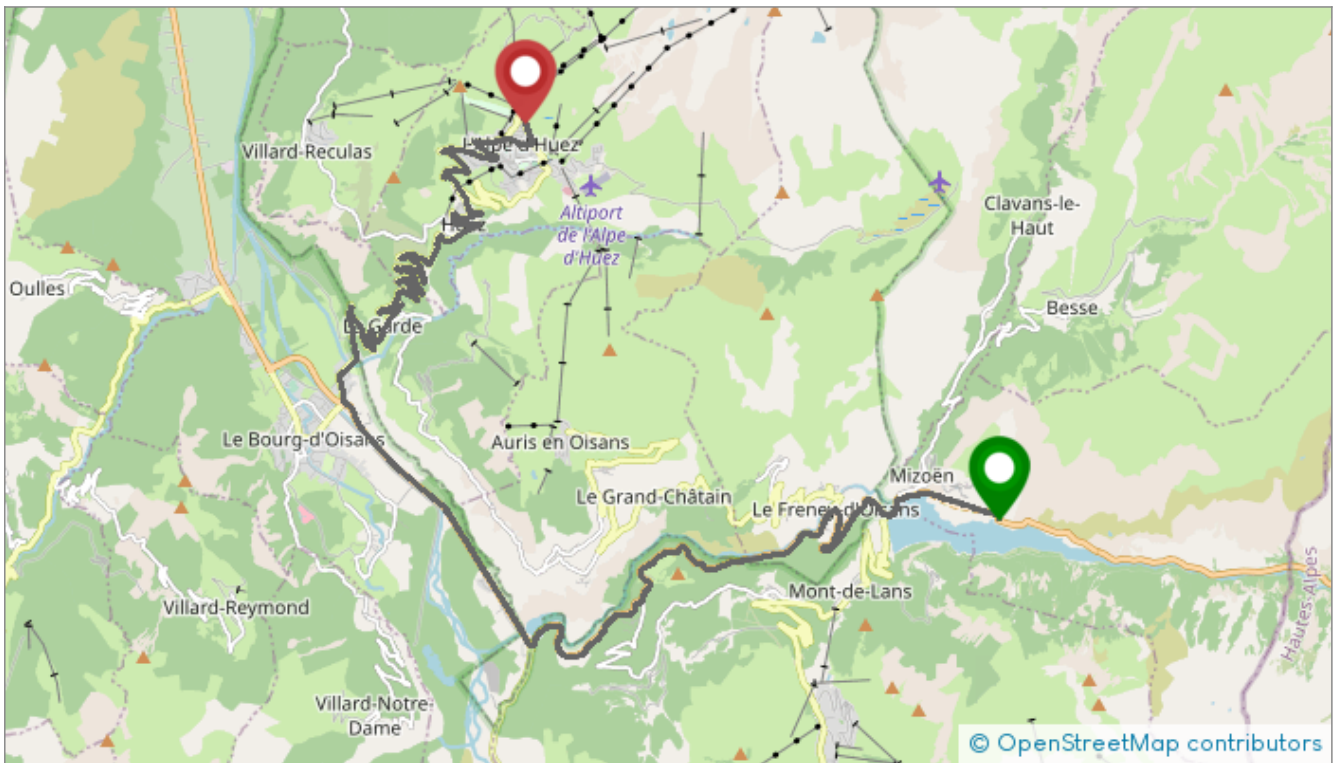 L'Alpe d'Huez
Villard-Reculas
Altiport
de l'Alpe
d'Huez
Clavans-le-
Haut
Huez
Oulles
Besse
La Garde
Le Bourg-d'Oisans
Auris en Oisans
Mizoën
Le Grand-Châtain
Le Freney-d'Oisans
Mont-de-Lans
Villard-Reymond
Hautes-Alpes
Villard-Notre-
Dame
© OpenStreetMap contributors